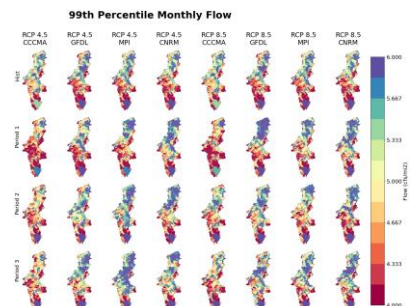 99th Percentile Monthly Flow
RCP 4.5 RCP 4.5 RCP 4.5 RCP 4.5 RCP 8.5 RCP 8.5 RCP 8.5 RCP 8.5
CCCMA GFDL MPI CNRM CCCMA GFDL MPI CNRM
Hist
Period 1
Period 2
Period 3
6.000
5.667
5.333
5.000
4.667
4.333
4.000
Flow (cfs/mi2)